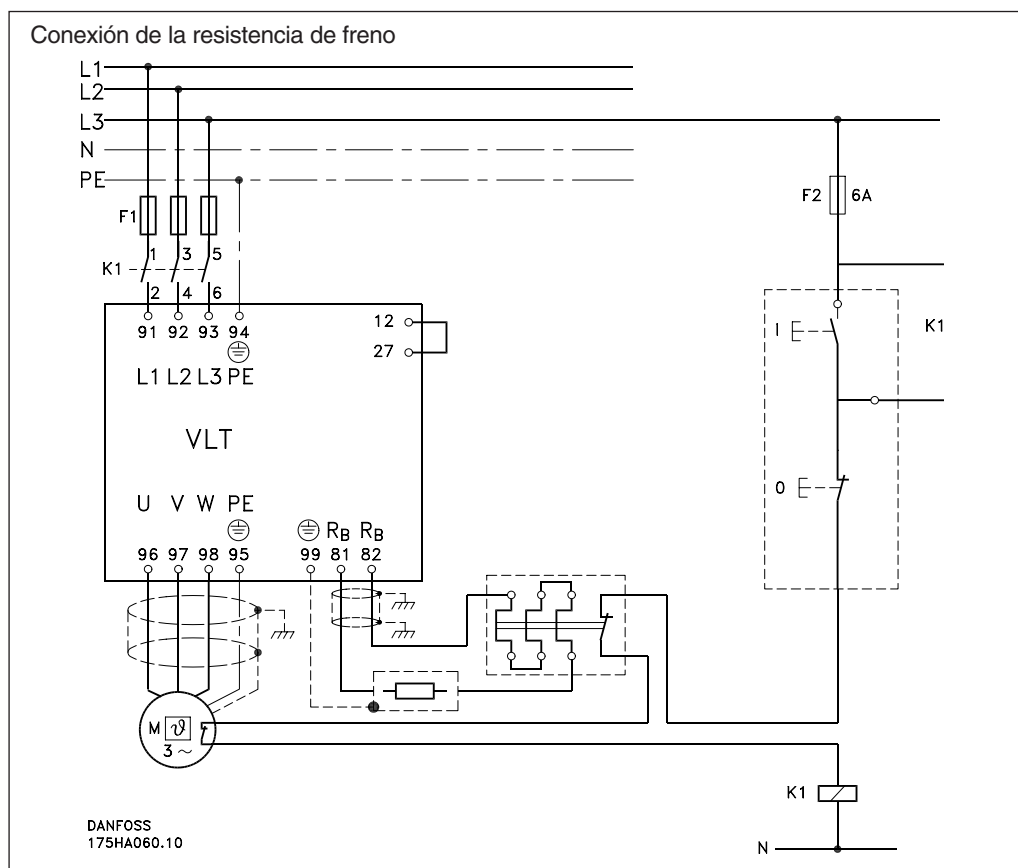 Conexión de la resistencia de freno
L1
L2
L3
N
PE
F1
F2 6A
K1
1 3 5
2 4 6
91 92 93 94
L1 L2 L3 PE
12
27
I
K1
VLT
0
U V W PE
RB RB
96 97 98 95 99 81 82
M ϑ
3 ~
K1
N
DANFOSS
175HA060.10